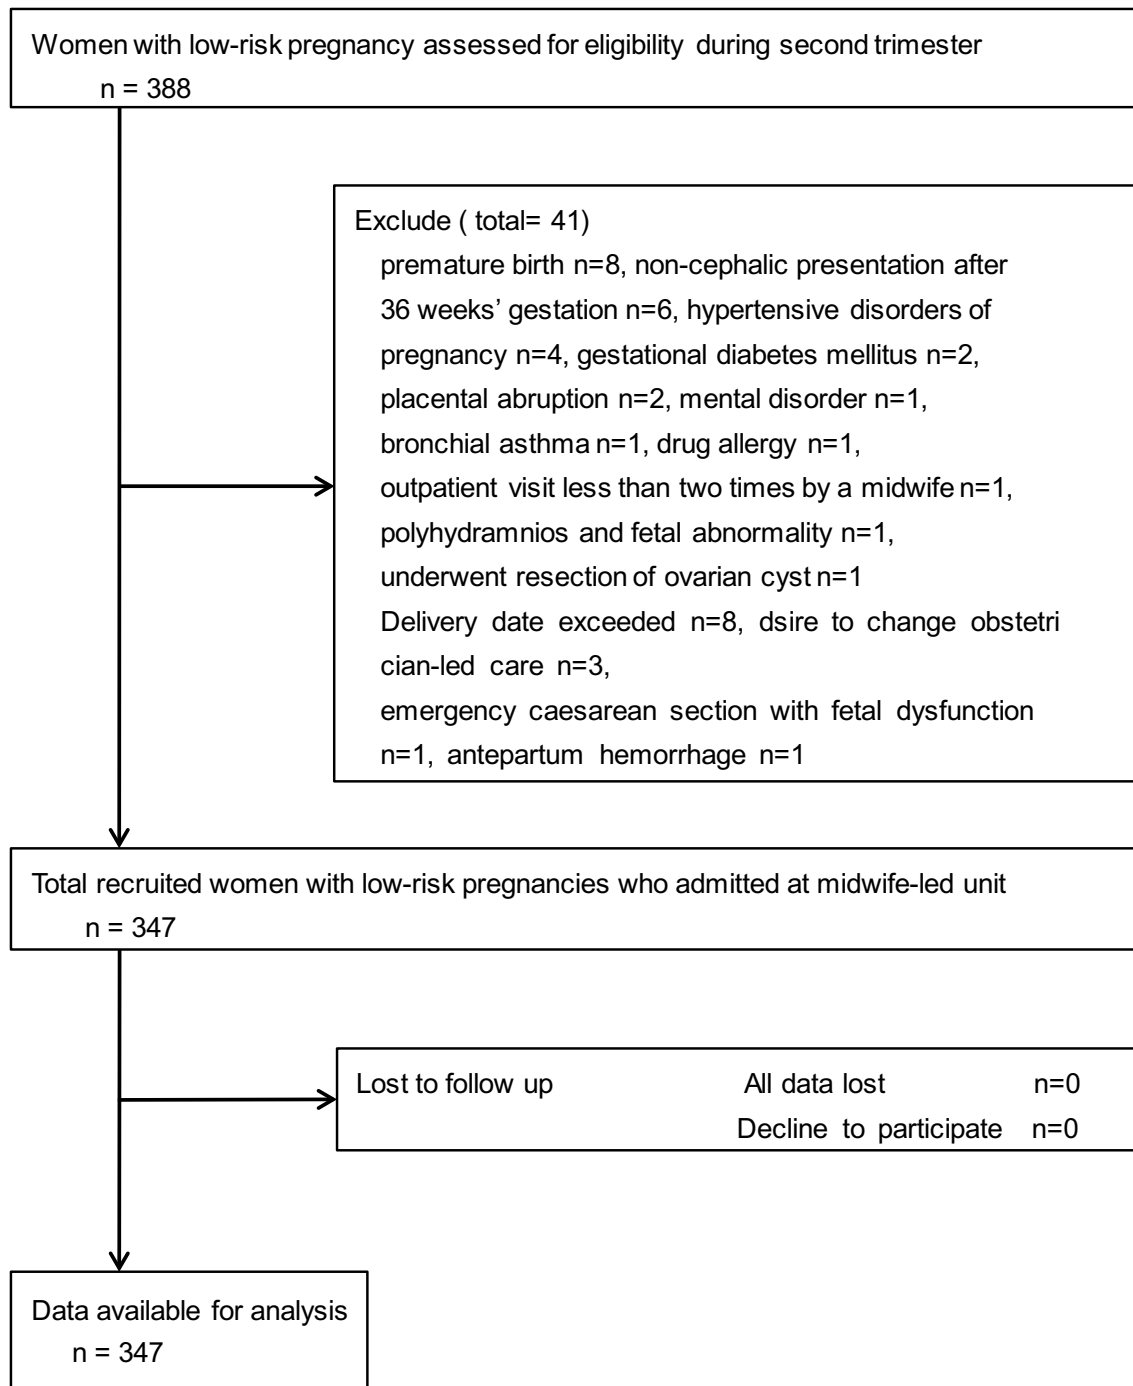 Women with low-risk pregnancy assessed for eligibility during second trimester
n = 388
Exclude ( total= 41)
premature birth n=8, non-cephalic presentation after
36 weeks’ gestation n=6, hypertensive disorders of
pregnancy n=4, gestational diabetes mellitus n=2,
placental abruption n=2, mental disorder n=1,
bronchial asthma n=1, drug allergy n=1,
outpatient visit less than two times by a midwife n=1,
polyhydramnios and fetal abnormality n=1,
underwent resection of ovarian cyst n=1
Delivery date exceeded n=8, dsire to change obstetri
cian-led care n=3,
emergency caesarean section with fetal dysfunction
n=1, antepartum hemorrhage n=1
Total recruited women with low-risk pregnancies who admitted at midwife-led unit
n = 347
Lost to follow up All data lost n=0
Decline to participate n=0
Data available for analysis
n = 347